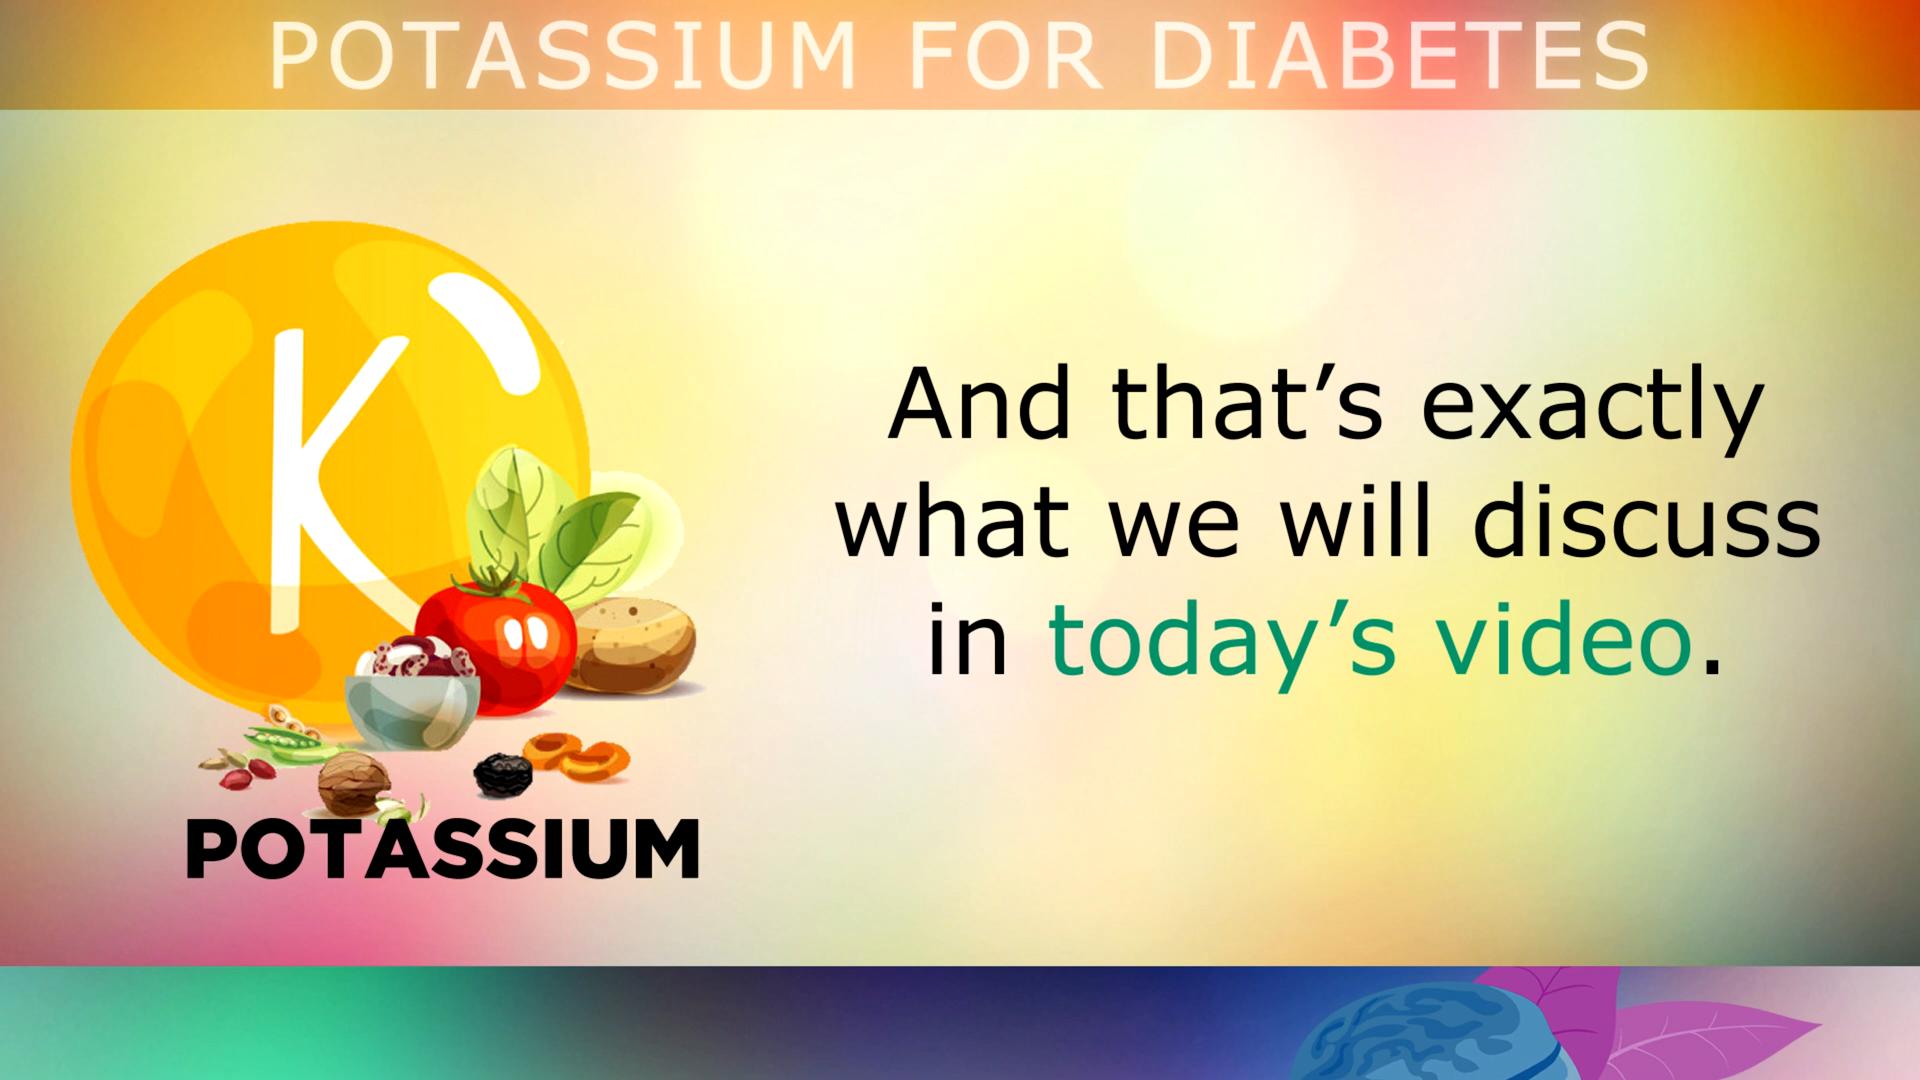 POTASSIUM FOR DIABETES
K
POTASSIUM
And that’s exactly
what we will discuss
in today’s video.